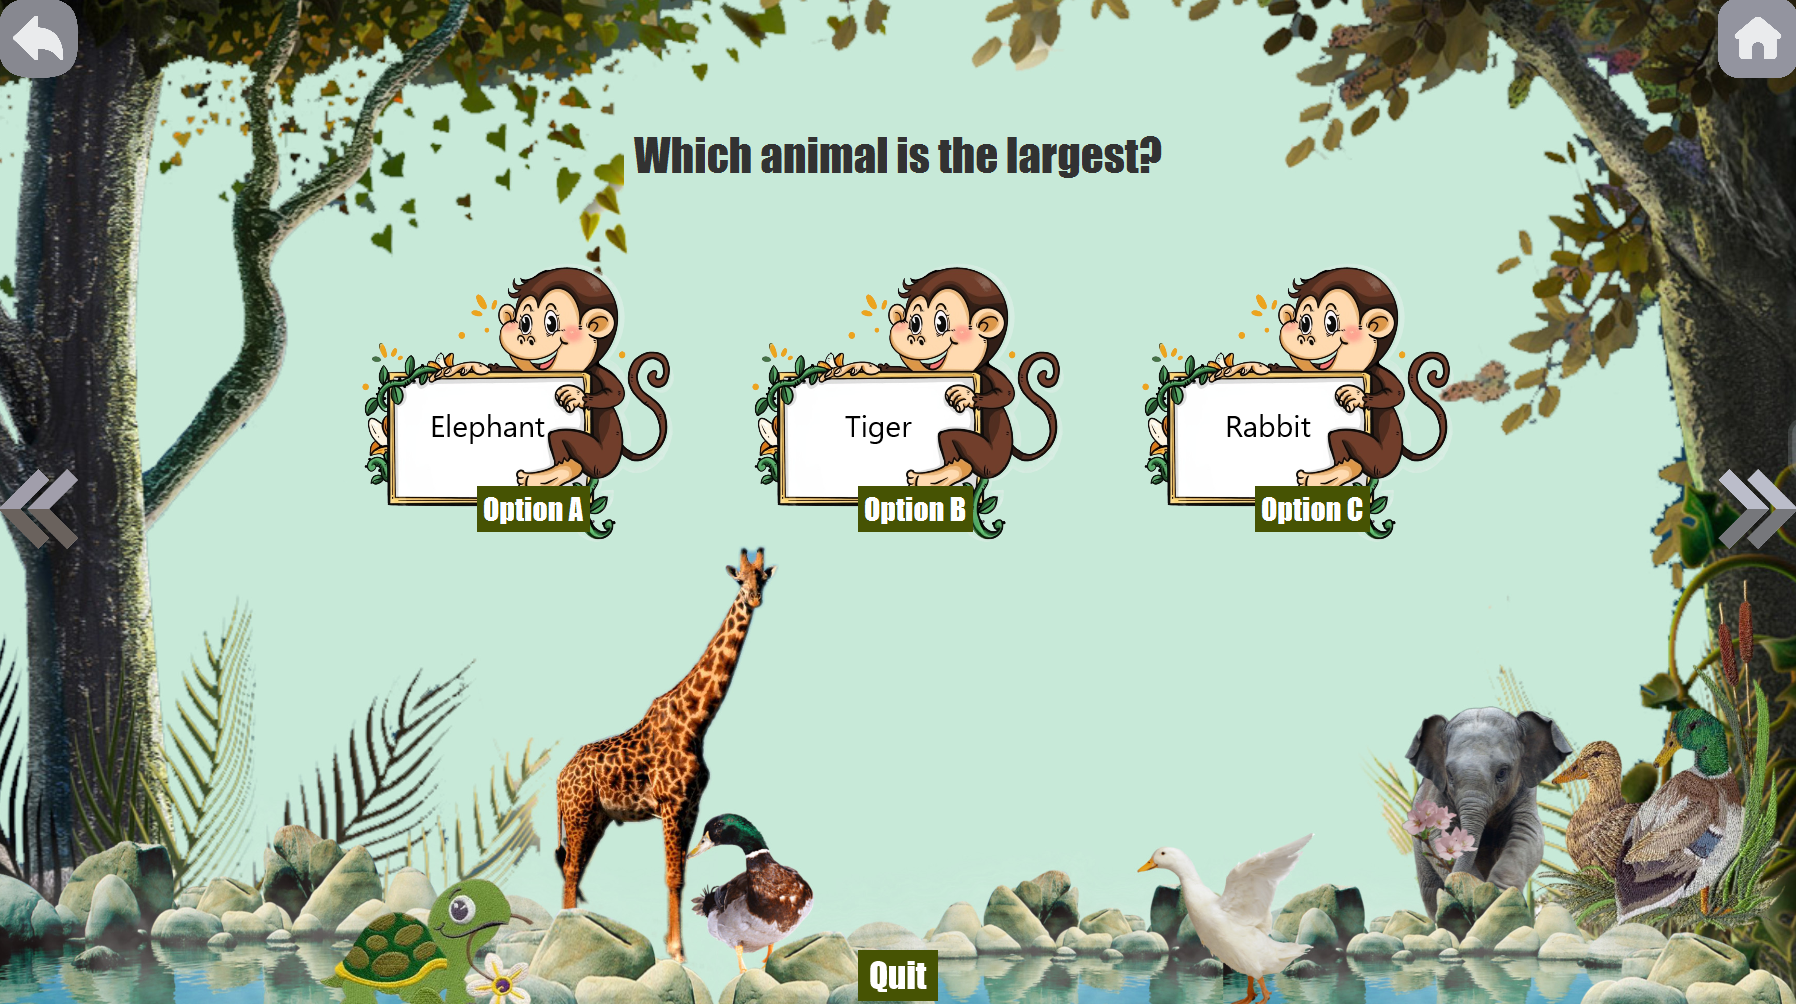 Which animal is the largest?
Elephant
Tiger
Rabbit
Option A
Option B
Option C
Quit